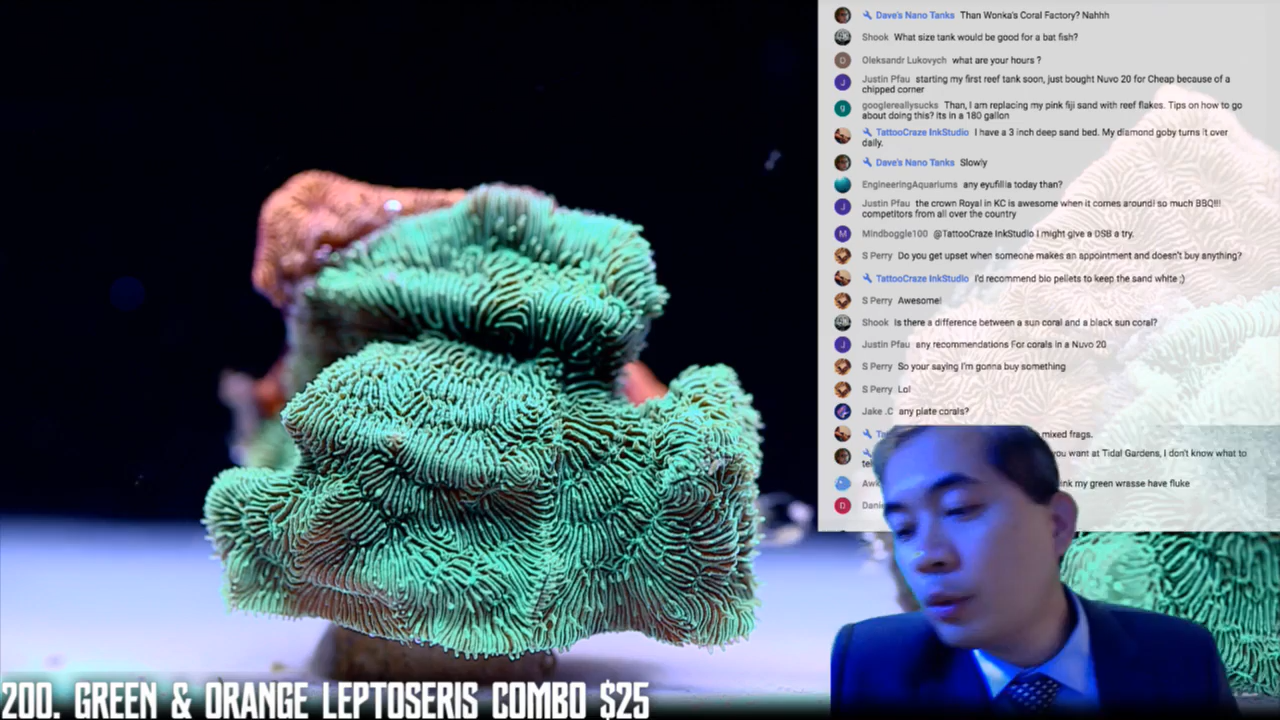 Dave's Nano Tanks Than Wonka's Coral Factory? Nahhh
Shook What size tank would be good for a bat fish?
D
Oleksandr Lukovych what are your hours ?
J
Justin Pfau starting my first reef tank soon, just bought Nuvo 20 for Cheap because of a
chipped corner
g
googlereallysucks Than, I am replacing my pink fiji sand with reef flakes. Tips on how to go
about doing this? its in a 180 gallon
TattooCraze InkStudio I have a 3 inch deep sand bed. My diamond goby turns it over
daily.
Dave's Nano Tanks Slowly
EngineeringAquariums any eyufillia today than?
J
Justin Pfau the crown Royal in KC is awesome when it comes around! so much BBQ!!!
competitors from all over the country
M
Mindboggle100 @TattooCraze InkStudio I might give a DSB a try.
S Perry Do you get upset when someone makes an appointment and doesn't buy anything?
TattooCraze InkStudio I'd recommend bio pellets to keep the sand white ;)
S Perry Awesome!
Shook Is there a difference between a sun coral and a black sun coral?
J
Justin Pfau any recommendations For corals in a Nuvo 20
S Perry So your saying I'm gonna buy something
S Perry Lol
Jake .C any plate corals?
mixed frags.
you want at Tidal Gardens, I don't know what to
tel
Awk ink my green wrasse have fluke
D
Danie
200. GREEN & ORANGE LEPTOSERIS COMBO $25